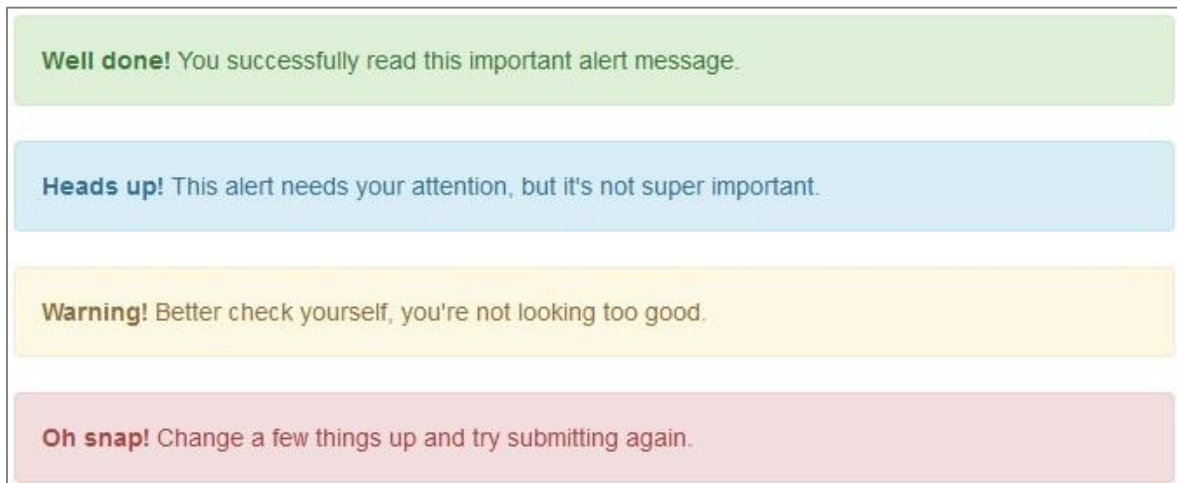 Well done! You successfully read this important alert message.
Heads up! This alert needs your attention, but it's not super important.
Warning! Better check yourself, you're not looking too good.
Oh snap! Change a few things up and try submitting again.